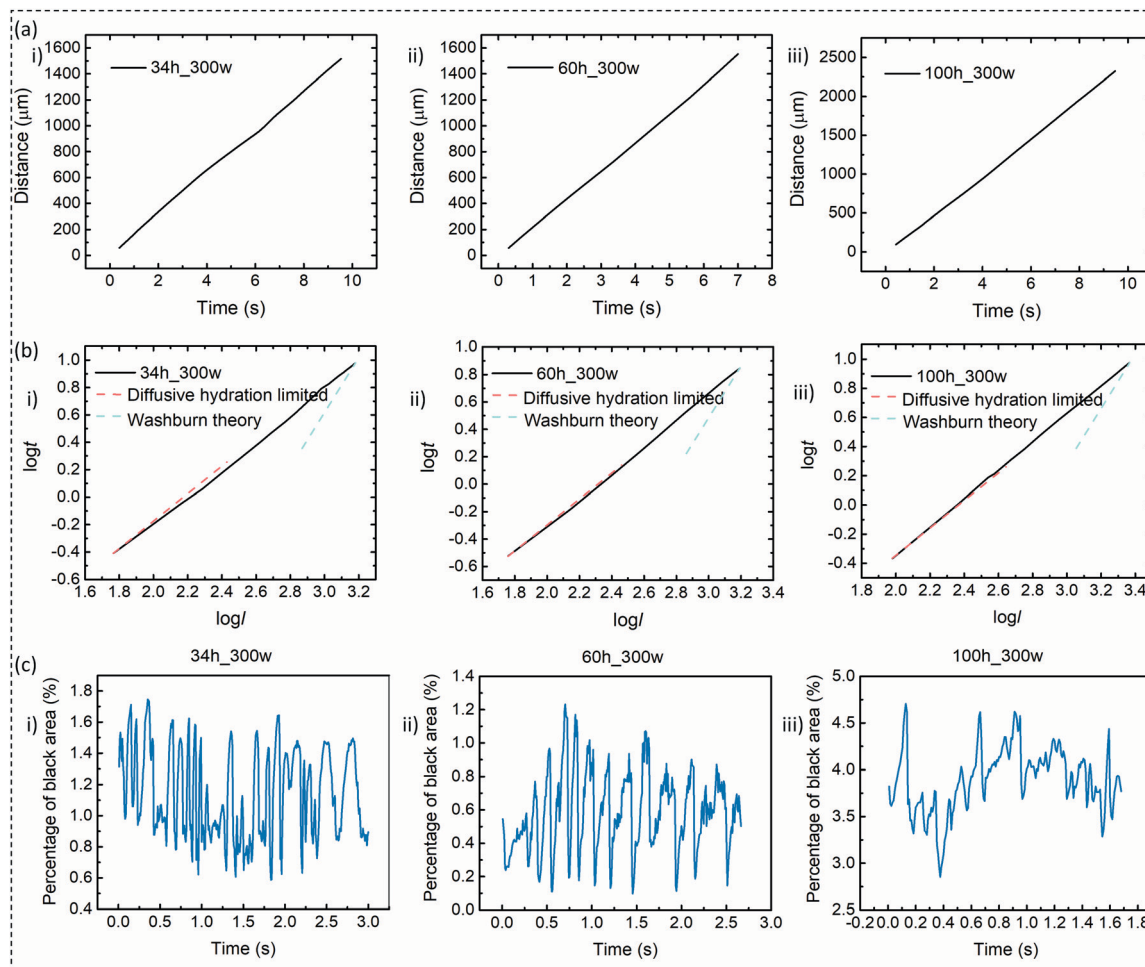 (a)
i)
34h_300w
1600
1400
1200
1000
800
600
400
200
0
Distance (μm)
0 2 4 6 8 10
Time (s)
ii)
60h_300w
1600
1400
1200
1000
800
600
400
200
0
Distance (μm)
0 1 2 3 4 5 6 7 8
Time (s)
iii)
100h_300w
2500
2000
1500
1000
500
0
Distance (μm)
0 2 4 6 8 10
Time (s)
(b)
i)
34h_300w
Diffusive hydration limited
Washburn theory
1.0
0.8
0.6
0.4
0.2
0.0
-0.2
-0.4
-0.6
logt
1.6 1.8 2.0 2.2 2.4 2.6 2.8 3.0 3.2
logl
ii)
60h_300w
Diffusive hydration limited
Washburn theory
1.0
0.8
0.6
0.4
0.2
0.0
-0.2
-0.4
-0.6
logt
1.6 1.8 2.0 2.2 2.4 2.6 2.8 3.0 3.2 3.4
logl
iii)
100h_300w
Diffusive hydration limited
Washburn theory
1.0
0.8
0.6
0.4
0.2
0.0
-0.2
-0.4
logt
1.8 2.0 2.2 2.4 2.6 2.8 3.0 3.2 3.4
logl
(c)
34h_300w
i)
1.8
1.6
1.4
1.2
1.0
0.8
0.6
0.4
Percentage of black area (%)
0.0 0.5 1.0 1.5 2.0 2.5 3.0
Time (s)
60h_300w
ii)
1.4
1.2
1.0
0.8
0.6
0.4
0.2
0.0
Percentage of black area (%)
0.0 0.5 1.0 1.5 2.0 2.5 3.0
Time (s)
100h_300w
iii)
5.0
4.5
4.0
3.5
3.0
2.5
Percentage of black area (%)
-0.2 0.0 0.2 0.4 0.6 0.8 1.0 1.2 1.4 1.6 1.8
Time (s)